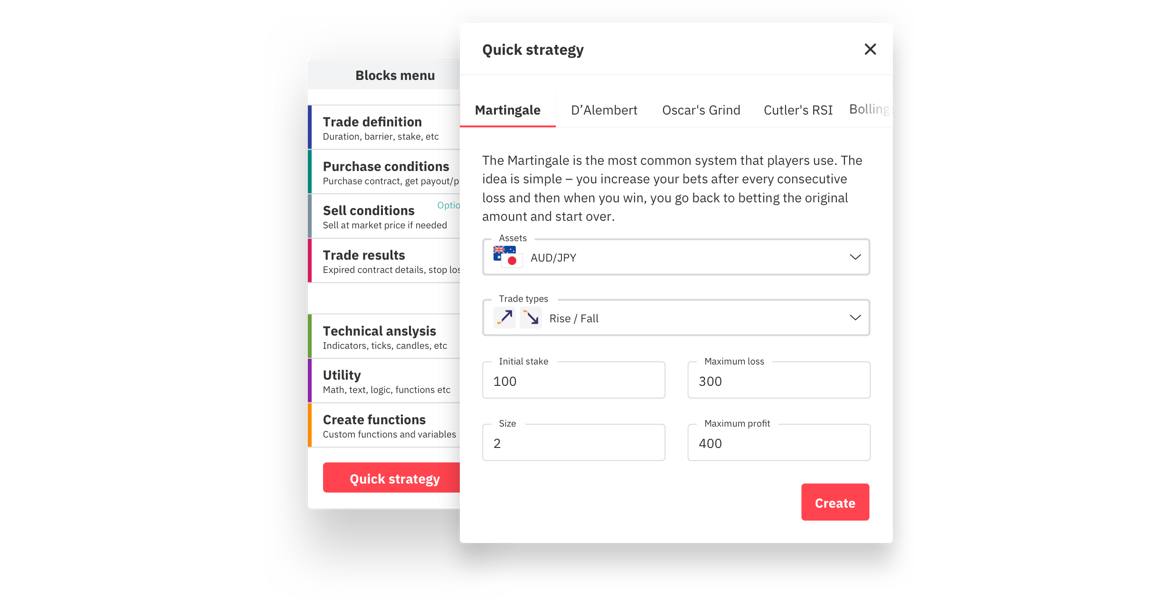 Blocks menu
Trade definition
Duration, barrier, stake, etc
Purchase conditions
Purchase contract, get payout/p
Optio
Sell conditions
Sell at market price if needed
Trade results
Expired contract details, stop los
Technical anslysis
Indicators, ticks, candles, etc
Utility
Math, text, logic, functions etc
Create functions
Custom functions and variables
Quick strategy
Quick strategy
Martingale D’Alembert Oscar's Grind Cutler's RSI Bolling
The Martingale is the most common system that players use. The
idea is simple – you increase your bets after every consecutive
loss and then when you win, you go back to betting the original
amount and start over.
Assets
AUD/JPY
Trade types
Rise / Fall
Initial stake
100
Maximum loss
300
Size
2
Maximum profit
400
Create